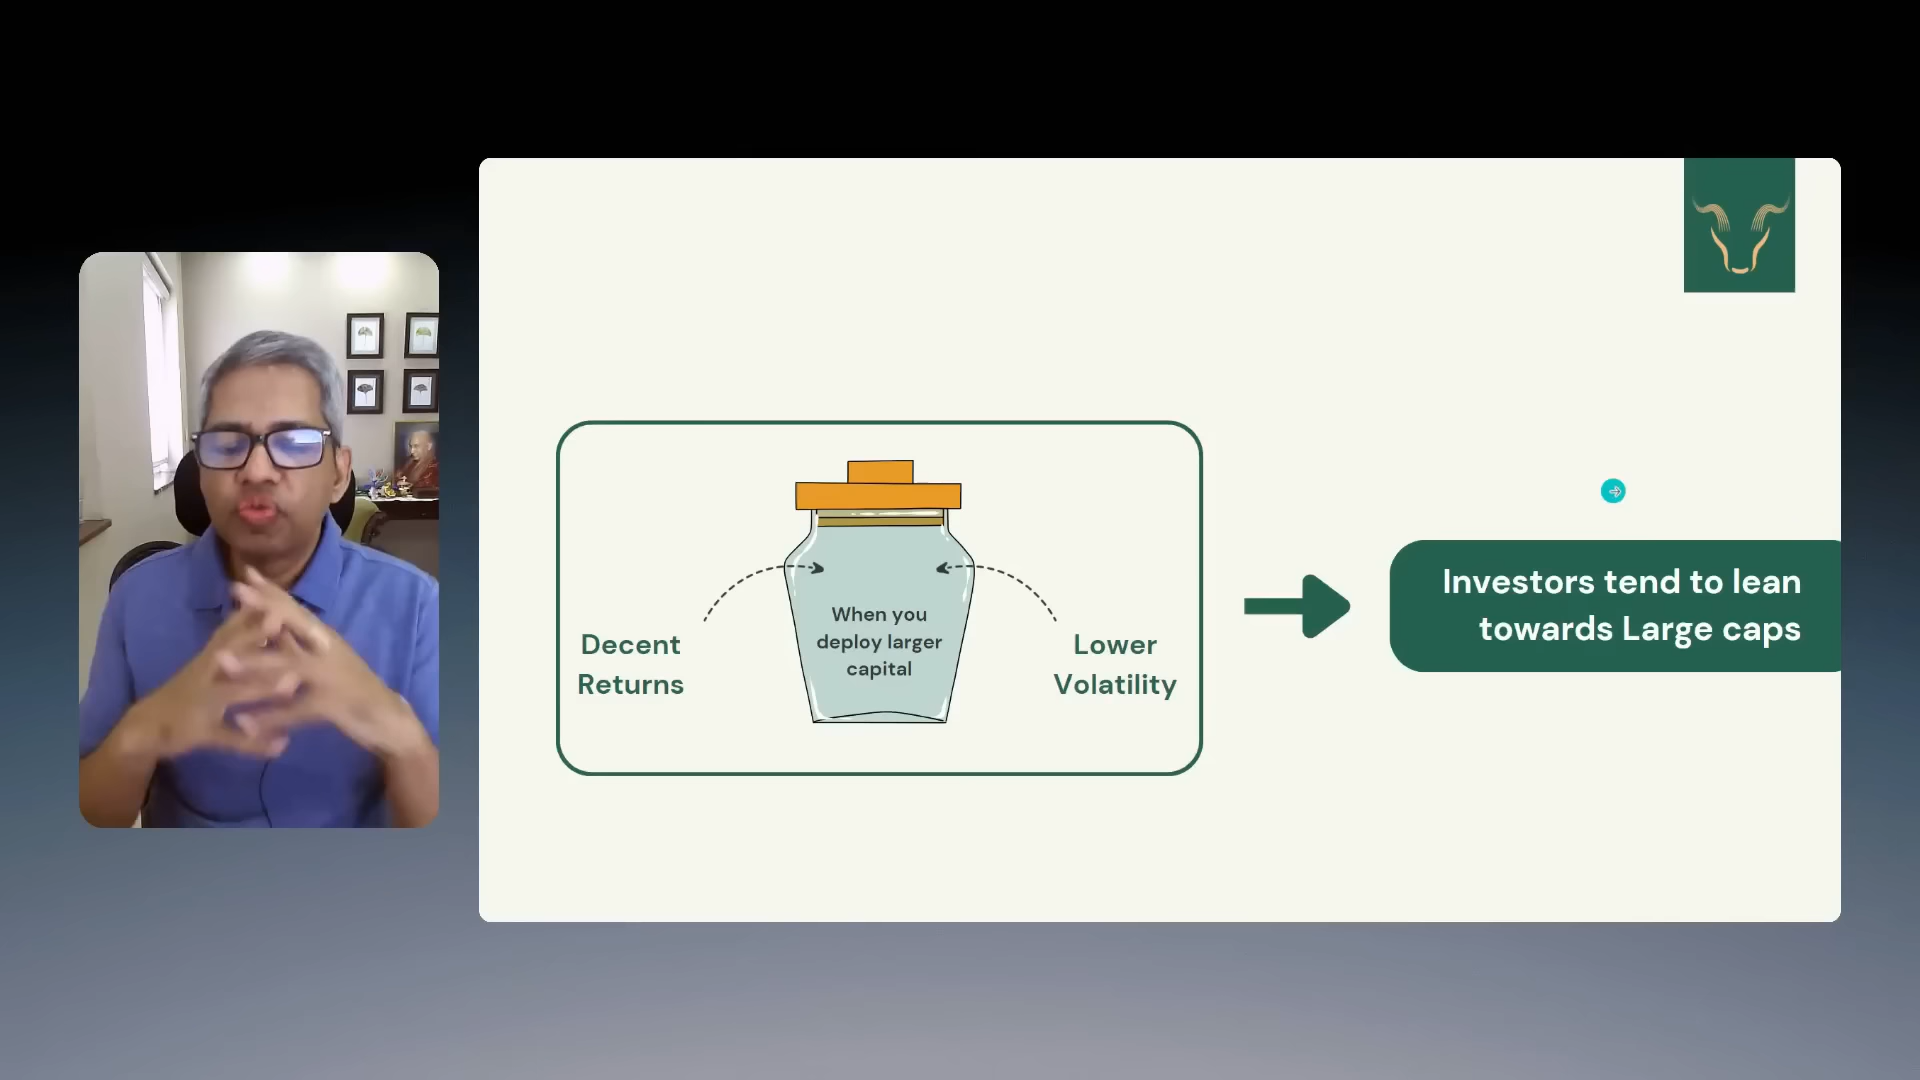 When you
deploy larger
capital
Decent
Returns
Lower
Volatility
Investors tend to lean
towards Large caps